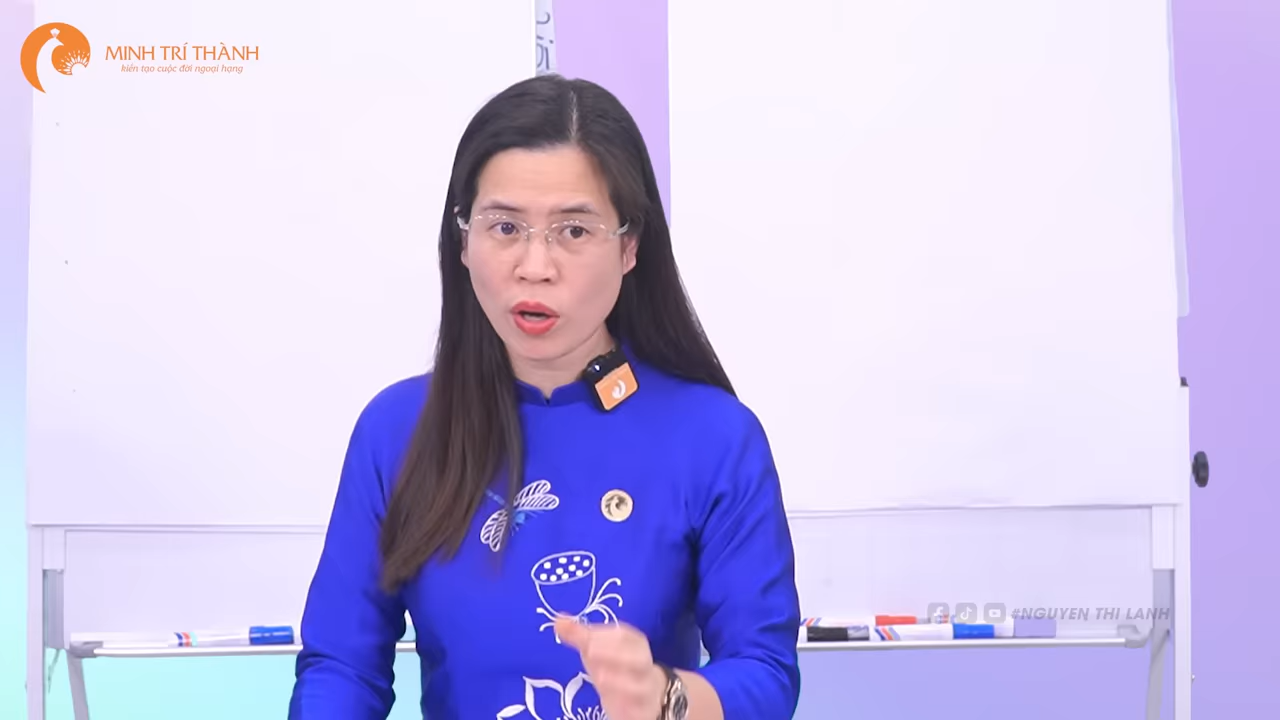 MINH TRÍ THÀNH
kiến tạo cuộc đời ngoại hạng
#NGUYEN THI LANH